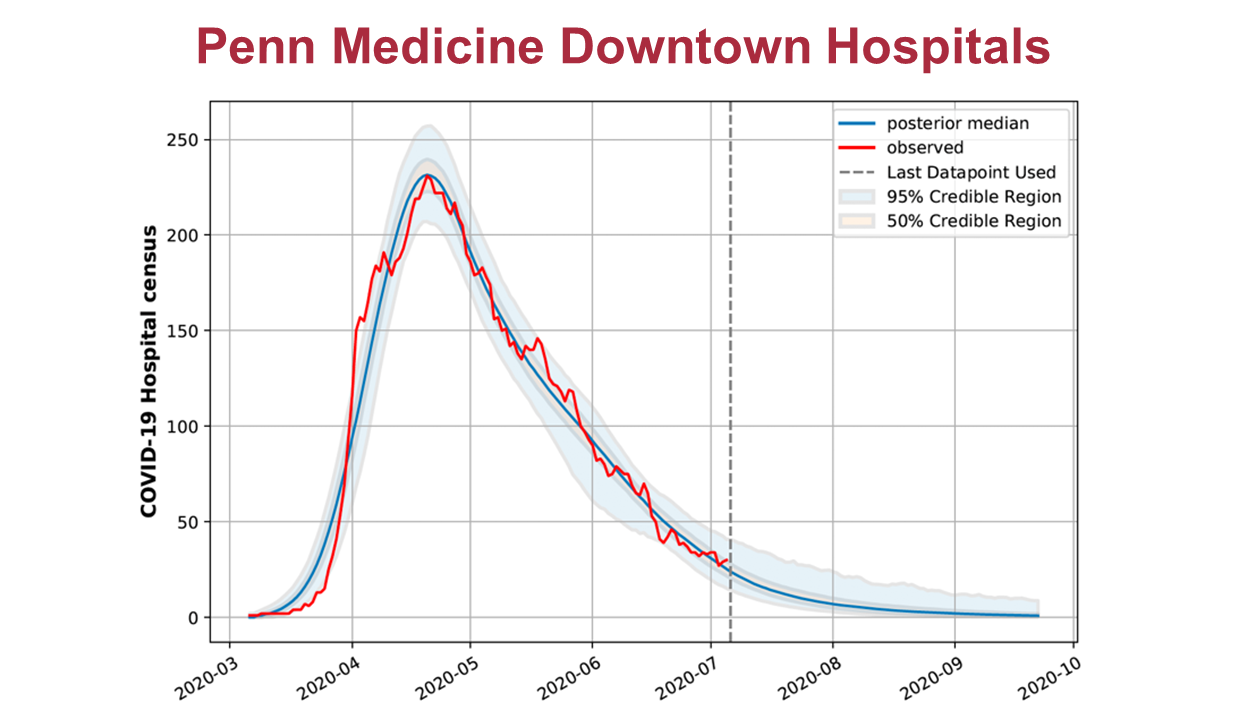 Penn Medicine Downtown Hospitals
COVID-19 Hospital census
250
200
150
100
50
0
posterior median
observed
Last Datapoint Used
95% Credible Region
50% Credible Region
2020-03
2020-04
2020-05
2020-06
2020-07
2020-08
2020-09
2020-10